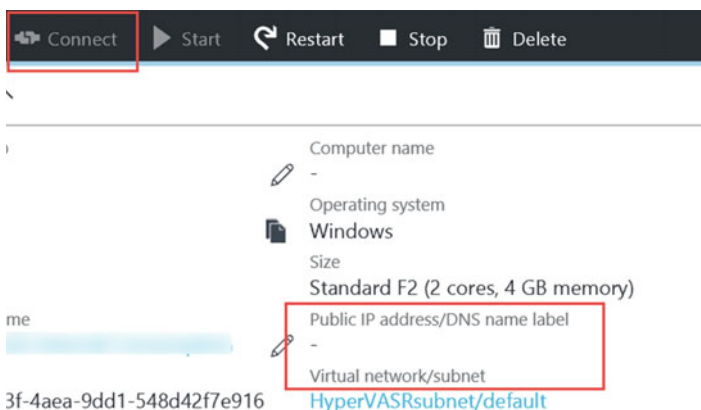 Connect Start Restart Stop Delete
Computer name
-
Operating system
Windows
Size
Standard F2 (2 cores, 4 GB memory)
me Public IP address/DNS name label
-
Virtual network/subnet
3f-4aea-9dd1-548d42f7e916 HyperVASRsubnet/default